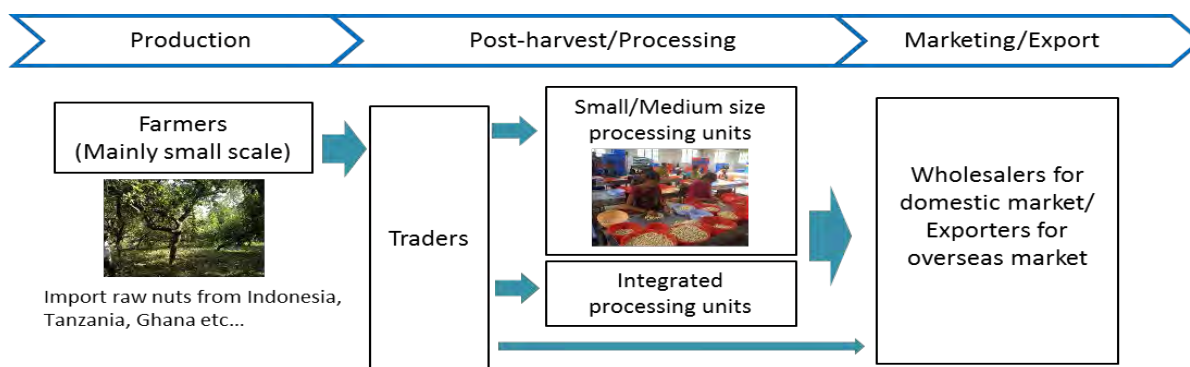 Production
Post-harvest/Processing
Marketing/Export
Farmers
(Mainly small scale)
Import raw nuts from Indonesia,
Tanzania, Ghana etc...
Traders
Small/Medium size
processing units
Integrated
processing units
Wholesalers for
domestic market/
Exporters for
overseas market